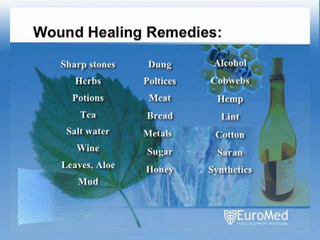 Wound Healing Remedies:
Sharp stones
Herbs
Potions
Tea
Salt water
Wine
Leaves, Aloe
Mud
Dung
Poltices
Meat
Bread
Metals
Sugar
Honey
Alcohol
Cobwebs
Hemp
Lint
Cotton
Saran
Synthetics
EuroMed